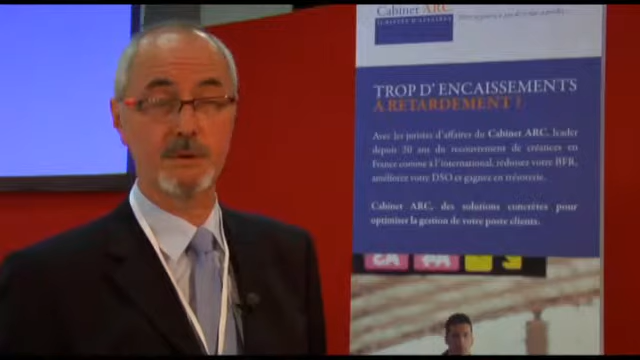 Cabinet ARC
JURISTES D'AFFAIRES
TROP D'ENCAISSEMENTS
À RETARDEMENT !
Avec les juristes d'affaires du Cabinet ARC, leader
depuis 30 ans du recouvrement de créances en
France comme à l'international, réduisez votre BFR,
améliorez votre DSO et gagnez en trésorerie.
Cabinet ARC, des solutions concrètes pour
optimiser la gestion de votre poste clients.